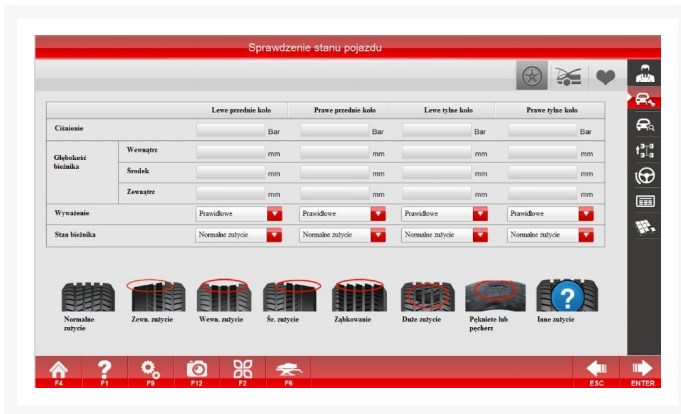 Sprawdzenie stanu pojazdu
Lewe przednie koło Prawe przednie koło Lewe tylne koło Prawe tylne koło
Ciśnienie Bar Bar Bar Bar
Głębokość bieżnika
Wewnątrz mm mm mm mm
Środek mm mm mm mm
Zewnątrz mm mm mm mm
Wyważenie Prawidłowe Prawidłowe Prawidłowe Prawidłowe
Stan bieżnika Normalne zużycie Normalne zużycie Normalne zużycie Normalne zużycie
?
Normalne zużycie
Zewn. zużycie
Wewn. zużycie
Śr. zużycie
Ząbkowanie
Duże zużycie
Pęknięte lub pęcherz
Inne zużycie
?
F4 F1 F9 F12 F2 F6 ESC ENTER